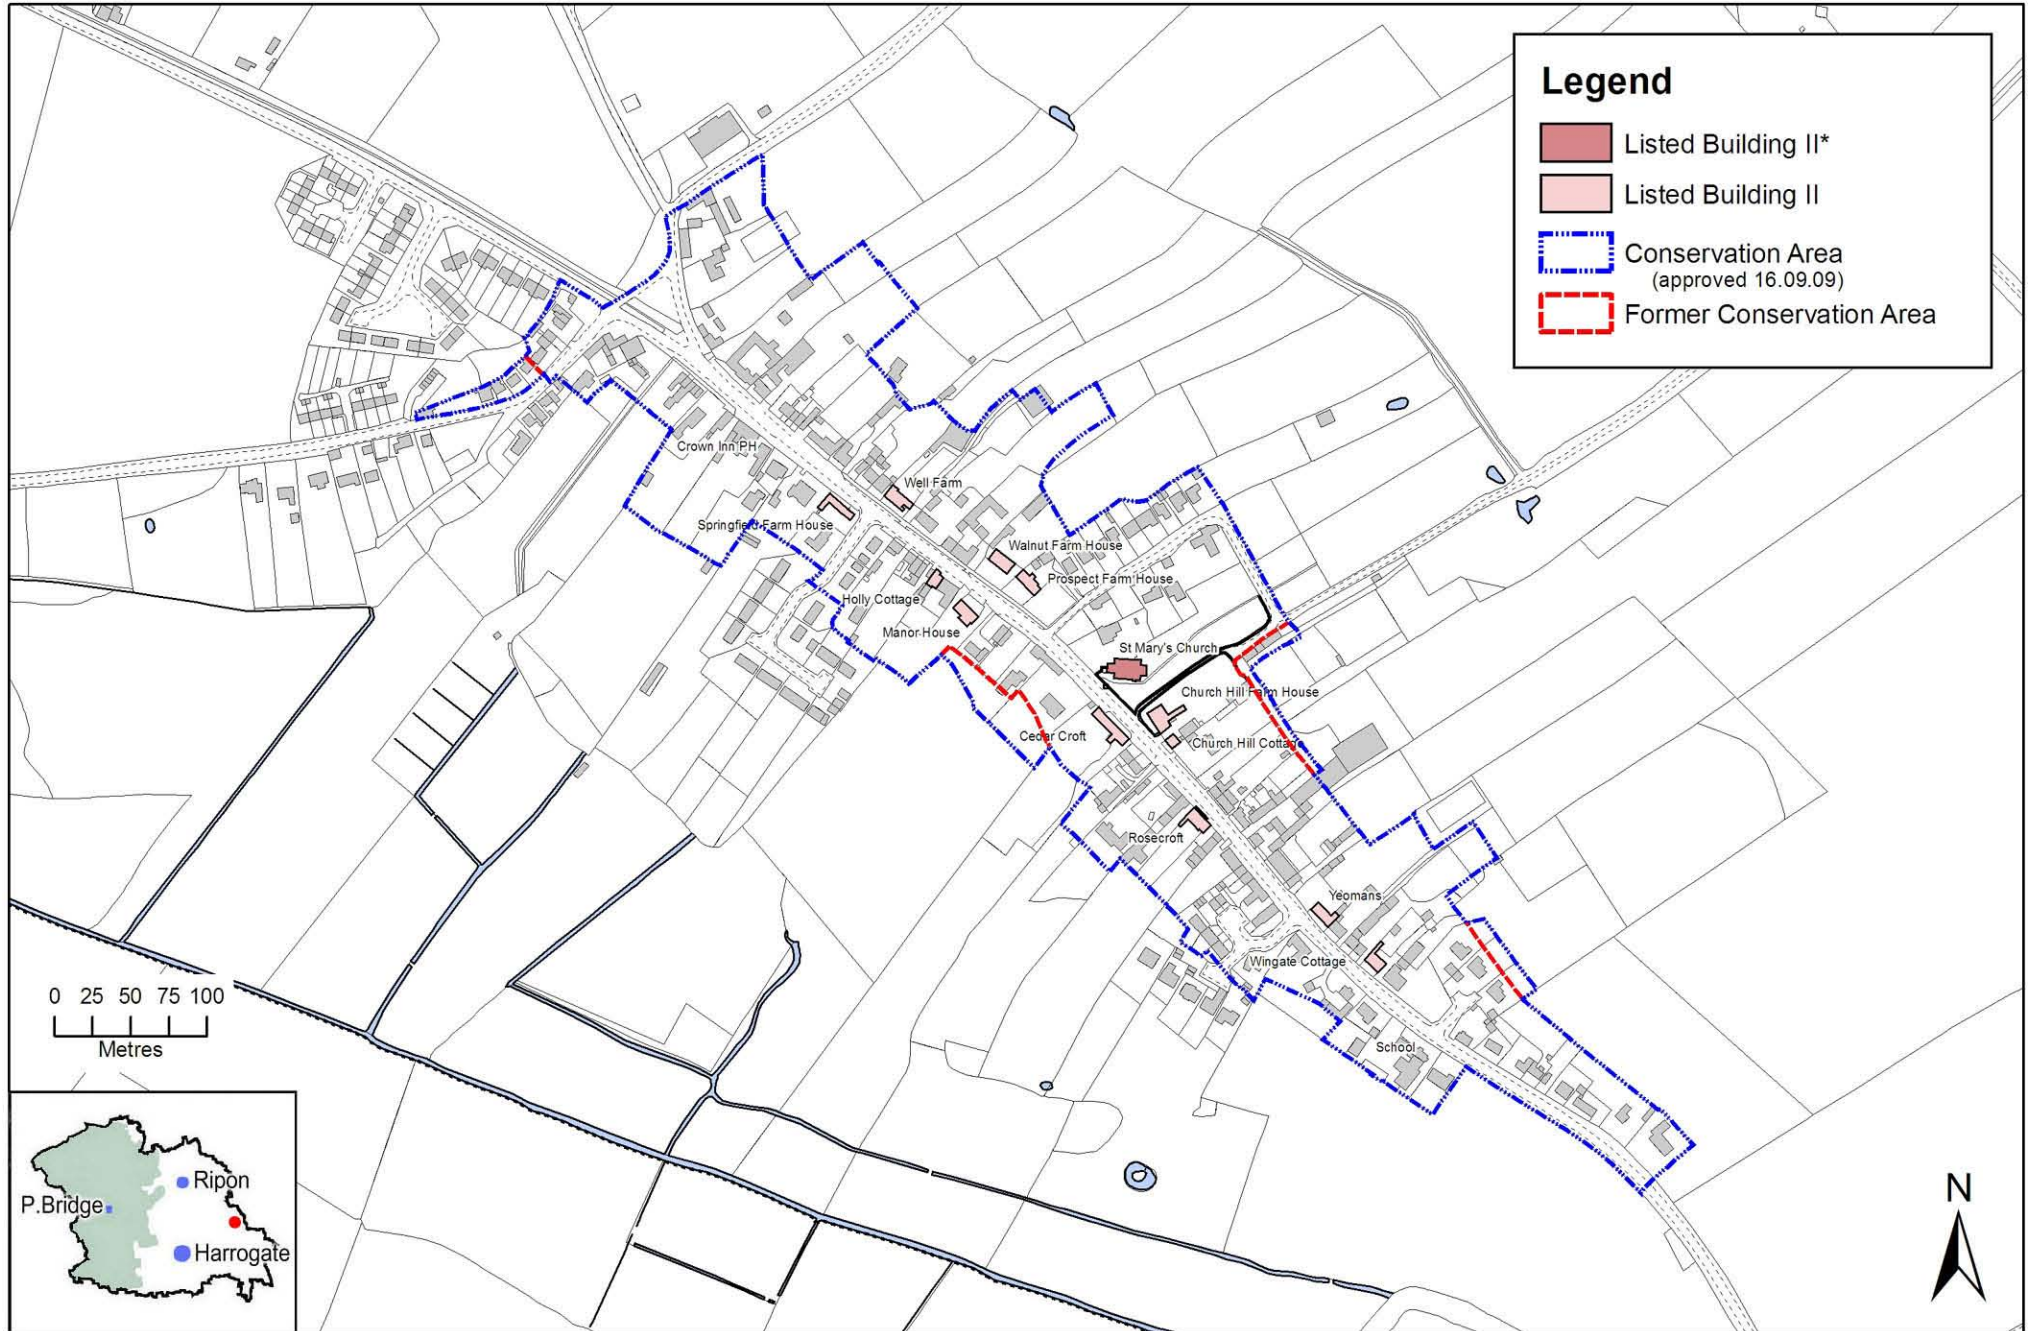 Legend
Listed Building II*
Listed Building II
Conservation Area
(approved 16.09.09)
Former Conservation Area
Crown Inn PH
Well Farm
Springfield Farm House
Walnut Farm House
Prospect Farm House
Holly Cottage
Manor House
St Mary's Church
Church Hill Farm House
Cedar Croft
Church Hill Cottage
Rosecroft
Yeomans
Wingate Cottage
School
0 25 50 75 100
Metres
Ripon
P.Bridge
Harrogate
N